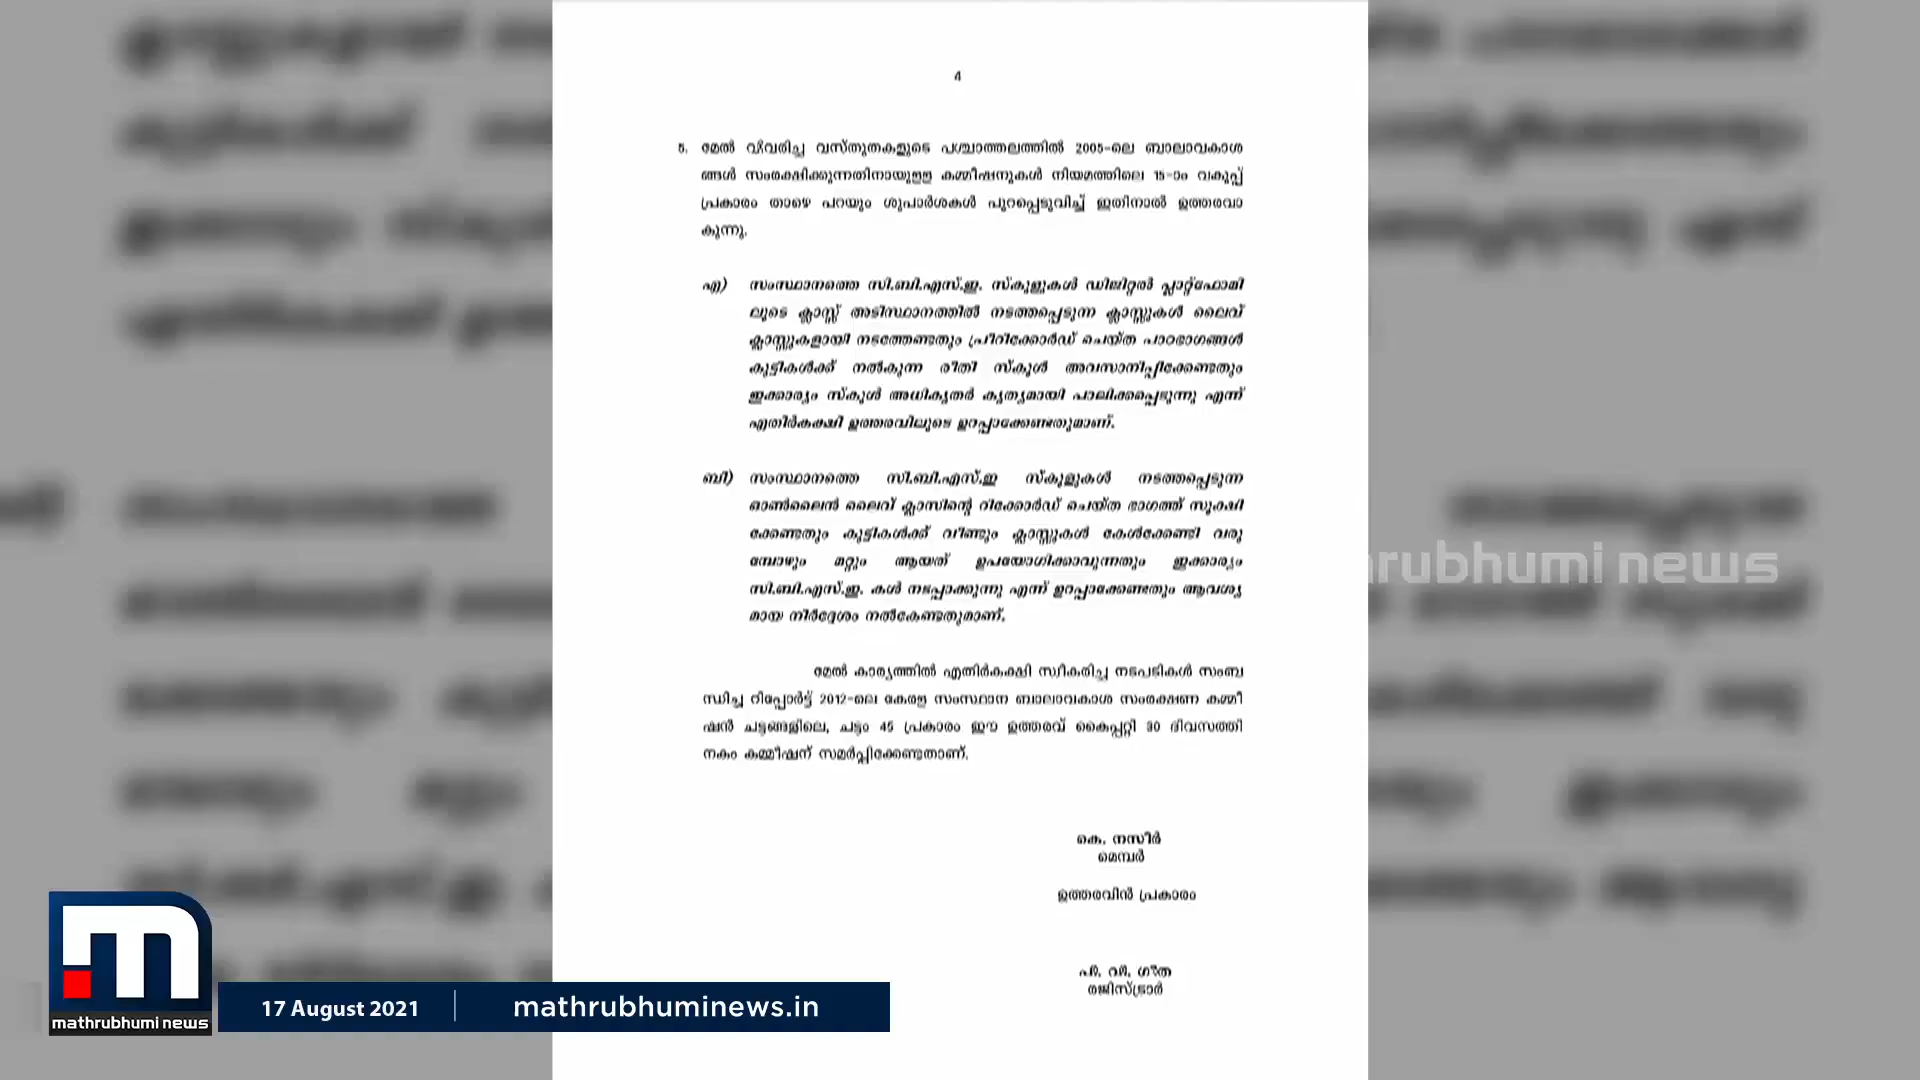 4
5. മേൽ വിവരിച്ച വസ്തുതകളുടെ പശ്ചാത്തലത്തിൽ 2005-ലെ ബാലാവകാശ
ങ്ങൾ സംരക്ഷിക്കുന്നതിനായുള്ള കമ്മീഷനുകൾ നിയമത്തിലെ 15-ാം വകുപ്പ്
പ്രകാരം താഴെ പറയും ശുപാർശകൾ പുറപ്പെടുവിച്ച് ഇതിനാൽ ഉത്തരവാ
കുന്നു.
എ) സംസ്ഥാനത്തെ സി.ബി.എസ്.ഇ. സ്കൂളുകൾ ഡിജിറ്റൽ പ്ലാറ്റ്ഫോമി
ലൂടെ ക്ലാസ്സ് അടിസ്ഥാനത്തിൽ നടത്തപ്പെടുന്ന ക്ലാസ്സുകൾ ലൈവ്
ക്ലാസ്സുകളായി നടത്തേണ്ടതും പ്രീറിക്കോർഡ് ചെയ്ത പാഠഭാഗങ്ങൾ
കുട്ടികൾക്ക് നൽകുന്ന രീതി സ്കൂൾ അവസാനിപ്പിക്കേണ്ടതും
ഇക്കാര്യം സ്കൂൾ അധികൃതർ കൃത്യമായി പാലിക്കപ്പെടുന്നു എന്ന്
എതിർകക്ഷി ഉത്തരവിലൂടെ ഉറപ്പാക്കേണ്ടതുമാണ്.
ബി) സംസ്ഥാനത്തെ സി.ബി.എസ്.ഇ സ്കൂളുകൾ നടത്തപ്പെടുന്ന
ഓൺലൈൻ ലൈവ് ക്ലാസിന്റെ റിക്കോർഡ് ചെയ്ത ഭാഗത്ത് സൂക്ഷി
ക്കേണ്ടതും കുട്ടികൾക്ക് വീണ്ടും ക്ലാസ്സുകൾ കേൾക്കേണ്ടി വരു
മ്പോഴും മറ്റും ആയത് ഉപയോഗിക്കാവുന്നതും ഇക്കാര്യം
സി.ബി.എസ്.ഇ. കൾ നടപ്പാക്കുന്നു എന്ന് ഉറപ്പാക്കേണ്ടതും ആവശ്യ
മായ നിർദ്ദേശം നൽകേണ്ടതുമാണ്.
മേൽ കാര്യത്തിൽ എതിർകക്ഷി സ്വീകരിച്ച നടപടികൾ സംബ
ന്ധിച്ച റിപ്പോർട്ട് 2012-ലെ കേരള സംസ്ഥാന ബാലാവകാശ സംരക്ഷണ കമ്മീ
ഷൻ ചട്ടങ്ങളിലെ, ചട്ടം 45 പ്രകാരം ഈ ഉത്തരവ് കൈപ്പറ്റി 30 ദിവസത്തി
നകം കമ്മീഷന് സമർപ്പിക്കേണ്ടതാണ്.
കെ. നസീർ
മെമ്പർ
ഉത്തരവിൻ പ്രകാരം
പി. വി. ഗീത
രജിസ്ട്രാർ
hrubhumi news
mathrubhumi news
17 August 2021
mathrubhuminews.in